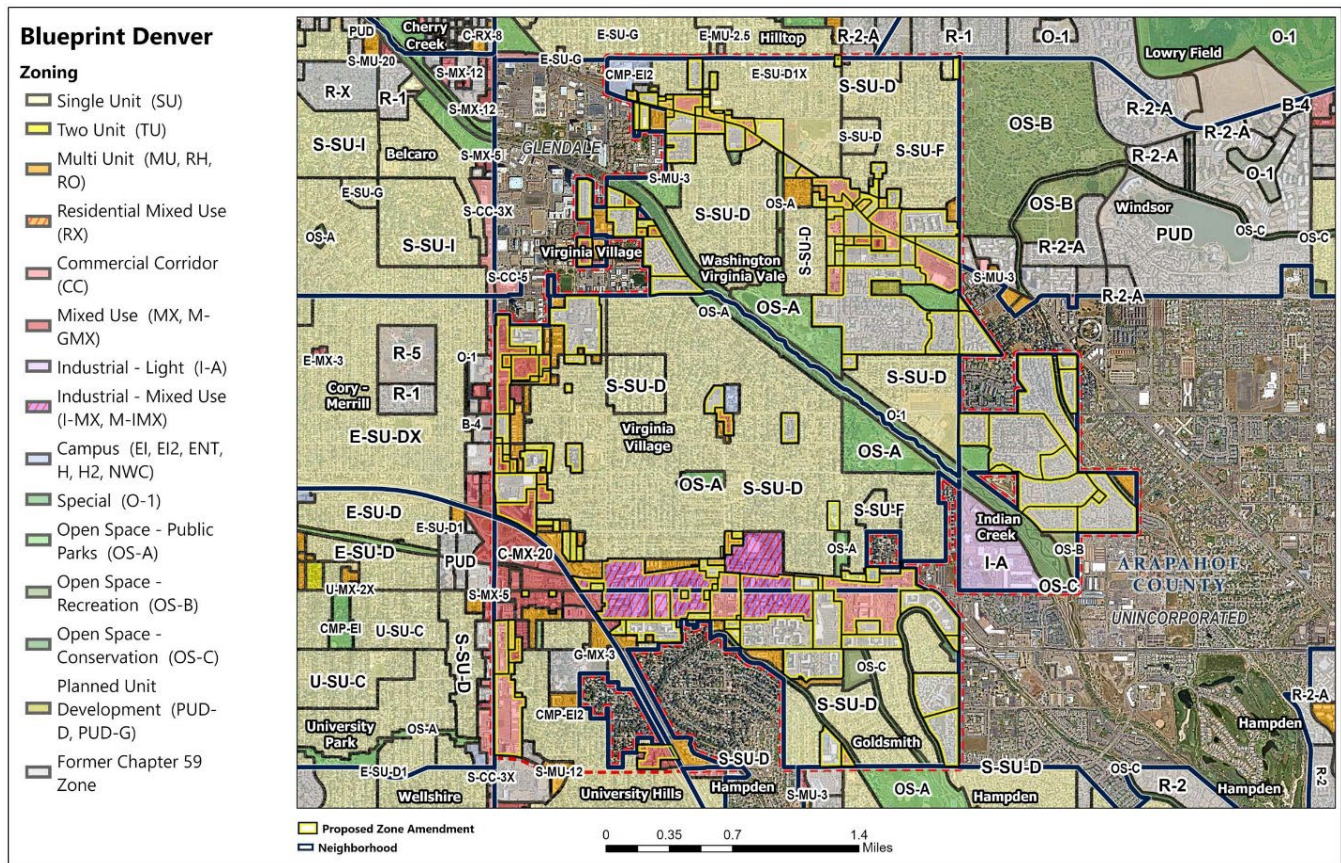 Blueprint Denver
Zoning
Single Unit (SU)
Two Unit (TU)
Multi Unit (MU, RH,
RO)
Residential Mixed Use
(RX)
Commercial Corridor
(CC)
Mixed Use (MX, M-
GMX)
Industrial - Light (I-A)
Industrial - Mixed Use
(I-MX, M-IMX)
Campus (EI, EI2, ENT,
H, H2, NWC)
Special (O-1)
Open Space - Public
Parks (OS-A)
Open Space -
Recreation (OS-B)
Open Space -
Conservation (OS-C)
Planned Unit
Development (PUD-
D, PUD-G)
Former Chapter 59
Zone
PUD
Cherry
Creek
C-RX-8
E-SU-G
E-MU-2.5
Hilltop
R-2-A
R-1
O-1
Lowry Field
O-1
S-MU-20
S-MX-12
E-SU-G
CMP-EI2
E-SU-D1X
S-SU-D
R-X
R-1
S-MX-12
OS-B
R-2-A
B-4
R-2-A
S-SU-I
Belcaro
S-MX-5
GLENDALE
S-SU-D
S-SU-F
R-2-A
O-1
E-SU-G
S-MU-3
S-SU-D
OS-A
OS-B
Windsor
S-CC-3X
OS-A
S-SU-I
S-SU-D
R-2-A
PUD
OS-C
OS-C
Virginia Village
Washington
Virginia Vale
S-CC-5
S-MU-3
R-2-A
OS-A
OS-A
E-MX-3
R-5
O-1
S-SU-D
S-SU-D
Cory -
Merrill
R-1
B-4
Virginia
Village
O-1
E-SU-DX
OS-A
OS-A
S-SU-D
E-SU-D
E-SU-D1
S-SU-F
Indian
Creek
E-SU-D
PUD
C-MX-20
OS-A
I-A
OS-B
ARAPAHOE
COUNTY
U-MX-2X
S-MX-5
OS-C
UNINCORPORATED
CMP-EI
U-SU-C
S-SU-D
G-MX-3
OS-C
U-SU-C
S-SU-D
R-2-A
University
Park
OS-A
CMP-EI2
Goldsmith
Hampden
E-SU-D1
S-CC-3X
S-MU-12
S-SU-D
S-SU-D
OS-C
R-2
R-2
Wellshire
University Hills
Hampden
S-MU-3
OS-A
Hampden
Hampden
Proposed Zone Amendment
Neighborhood
0 0.35 0.7 1.4
Miles